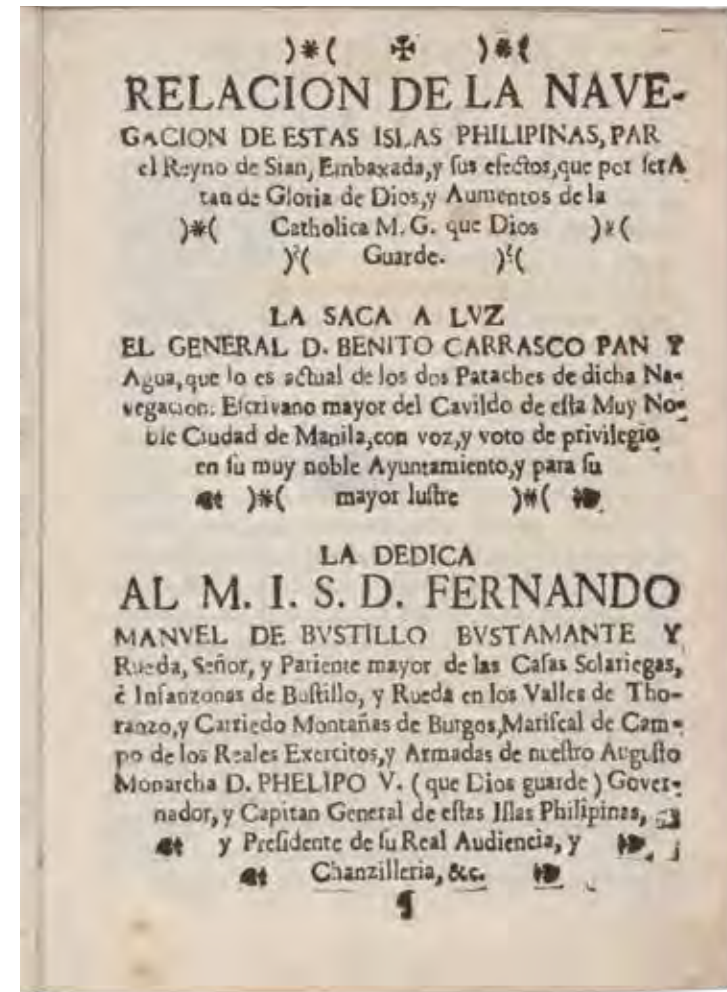 )*( ✠ )*(
RELACION DE LA NAVE-
GACION DE ESTAS ISLAS PHILIPINAS, PAR
el Reyno de Sian, Embaxada, y sus efectos, que por ser A
tan de Gloria de Dios, y Aumentos de la
)*( Catholica M. G. que Dios )*(
)*( Guarde. )*(
LA SACA A LVZ
EL GENERAL D. BENITO CARRASCO PAN Y
Agua, que lo es actual de los dos Pataches de dicha Na-
vegacion. Escrivano mayor del Cavildo de esta Muy No-
ble Ciudad de Manila, con voz, y voto de privilegio
en su muy noble Ayuntamiento, y para su
)*( mayor lustre )*(
LA DEDICA
AL M. I. S. D. FERNANDO
MANVEL DE BVSTILLO BVSTAMANTE Y
Rueda, Señor, y Pariente mayor de las Casas Solariegas,
è Infanzonas de Bustillo, y Rueda en los Valles de Tho-
ranzo, y Carriedo Montañas de Burgos, Mariscal de Cam-
po de los Reales Exercitos, y Armadas de nuestro Augusto
Monarcha D. PHELIPO V. (que Dios guarde) Gover-
nador, y Capitan General de estas Islas Philipinas,
y Presidente de su Real Audiencia, y
Chanzilleria, &c.
¶